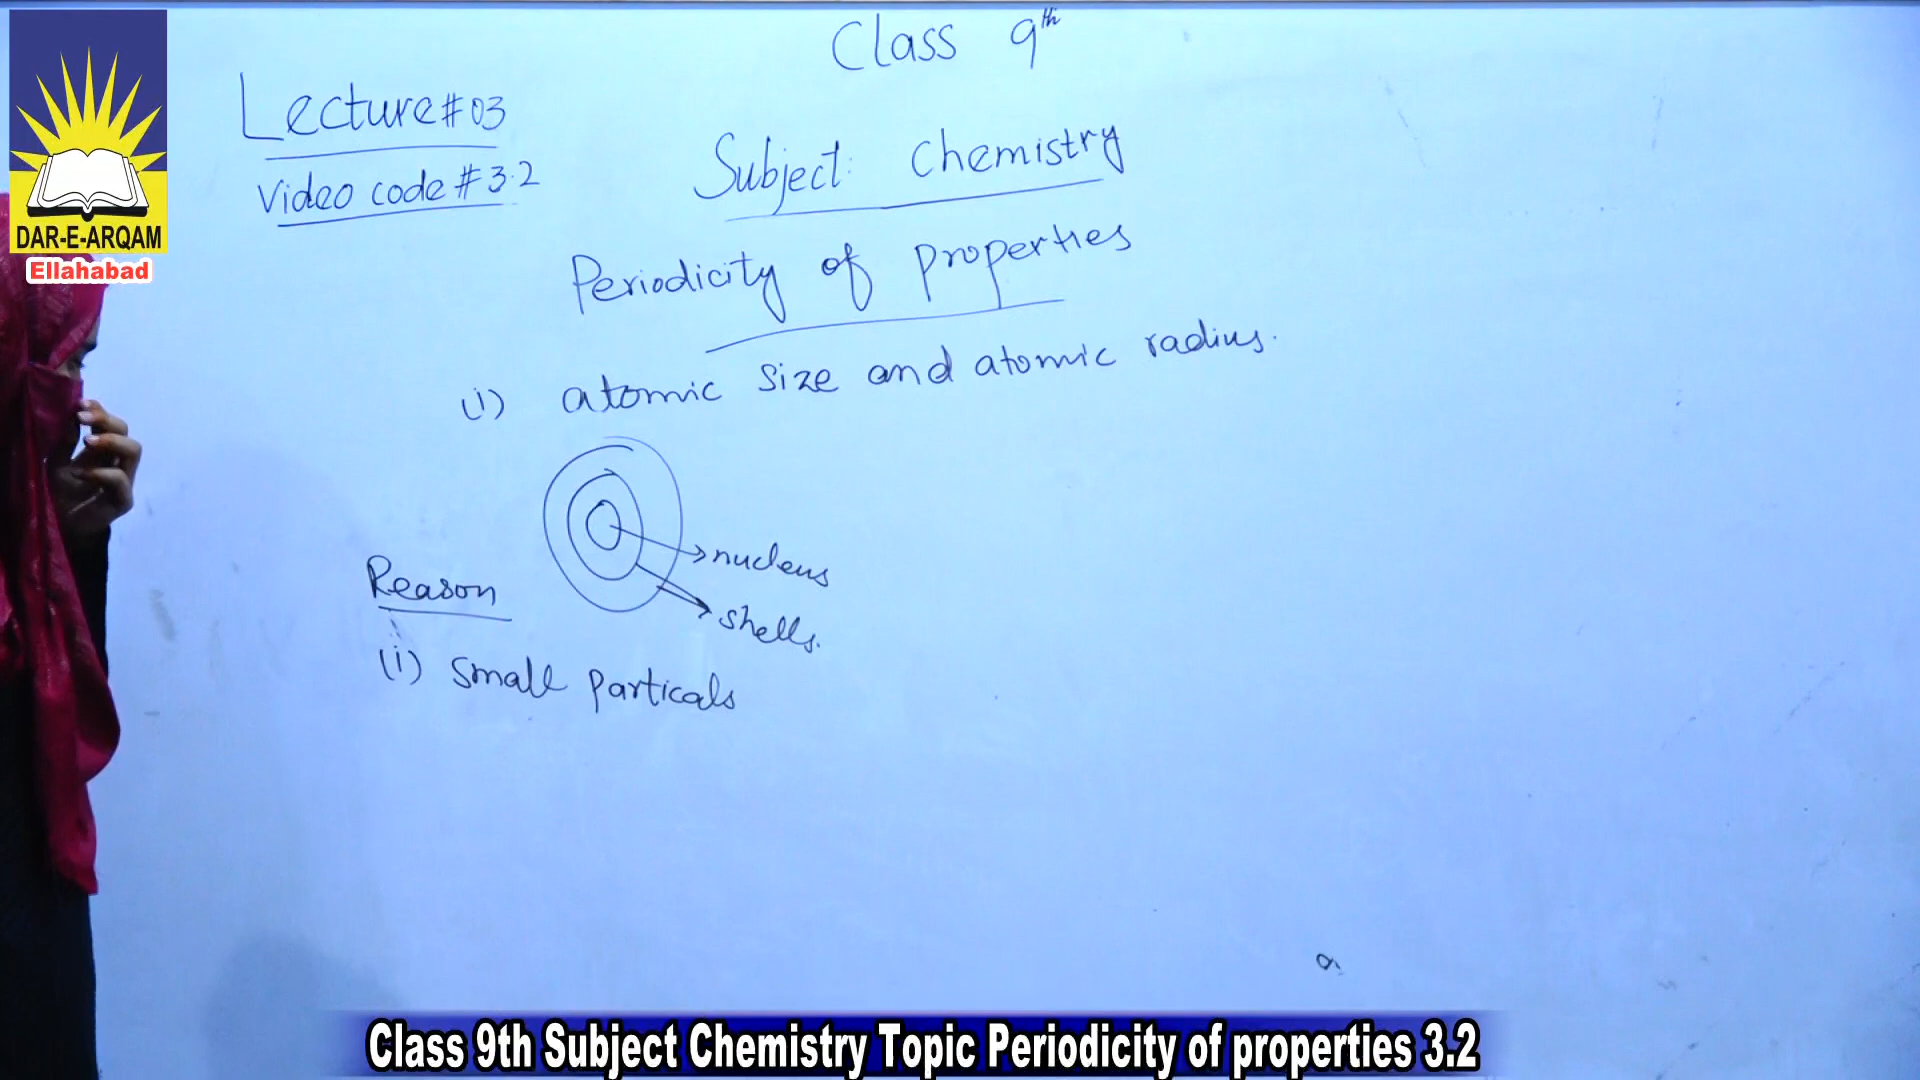 DAR-E-ARQAM
Ellahabad
Class 9th
Lecture # 03
Video code # 3.2
Subject: Chemistry
Periodicity of properties
(i) atomic size and atomic radius.
nucleus
shells.
Reason
(i) small particals
a
Class 9th Subject Chemistry Topic Periodicity of properties 3.2